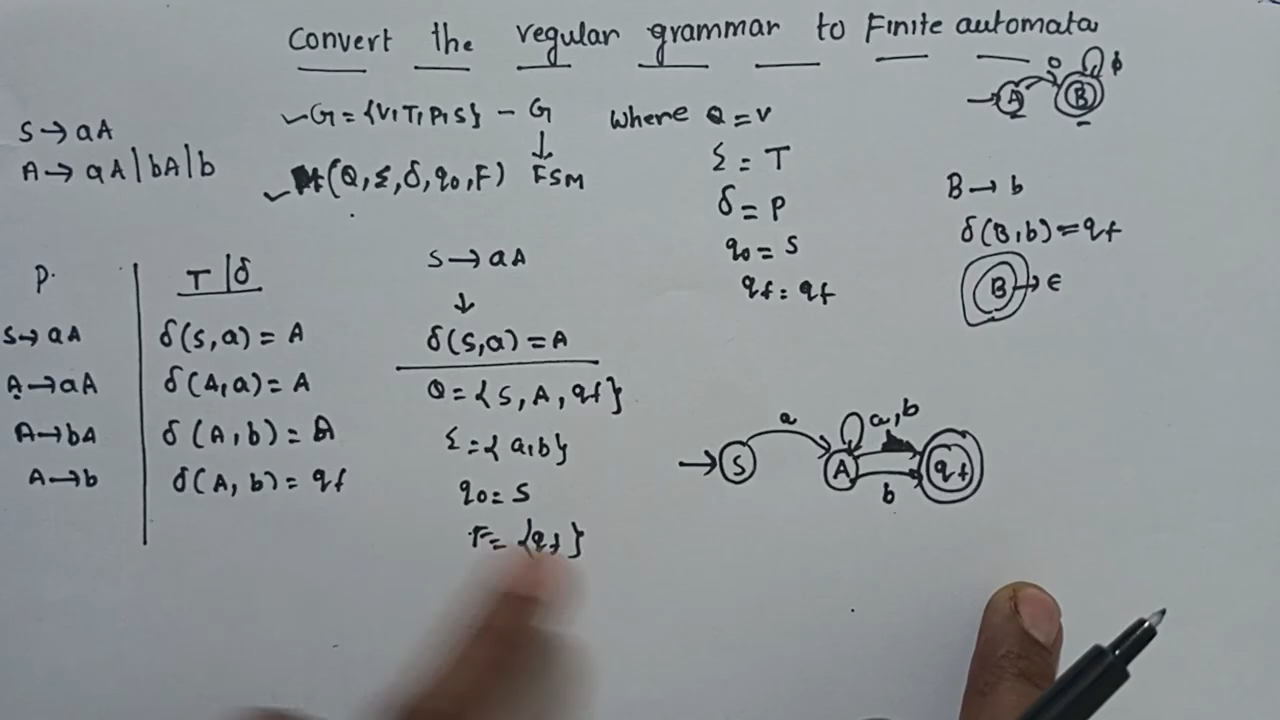 Convert the regular grammar to Finite automata
S → aA
A → aA | bA | b
G = {V, T, P, S} - G
↓
(Q, Σ, δ, q0, F) FSM
where Q = V
Σ = T
δ = P
q0 = S
qf = qf
A 0 B
B → b
δ(B, b) = qf
B → ϵ
P T | δ
S → aA δ(S, a) = A
A → aA δ(A, a) = A
A → bA δ(A, b) = A
A → b δ(A, b) = qf
S → aA
↓
δ(S, a) = A
Q = {S, A, qf}
Σ = {a, b}
q0 = S
F = {qf}
a a, b
S A qf
b